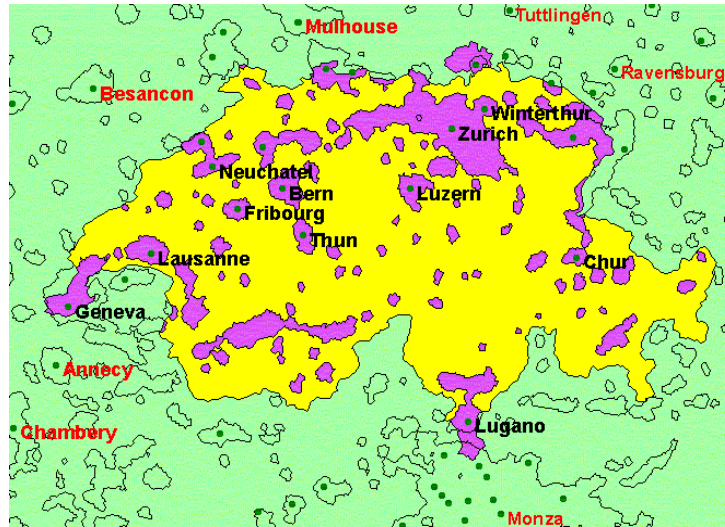 Tuttlingen
Mulhouse
Ravensburg
Besancon
Winterthur
Zurich
Neuchatel
Bern
Luzern
Fribourg
Thun
Lausanne
Chur
Geneva
Annecy
Lugano
Chambery
Monza